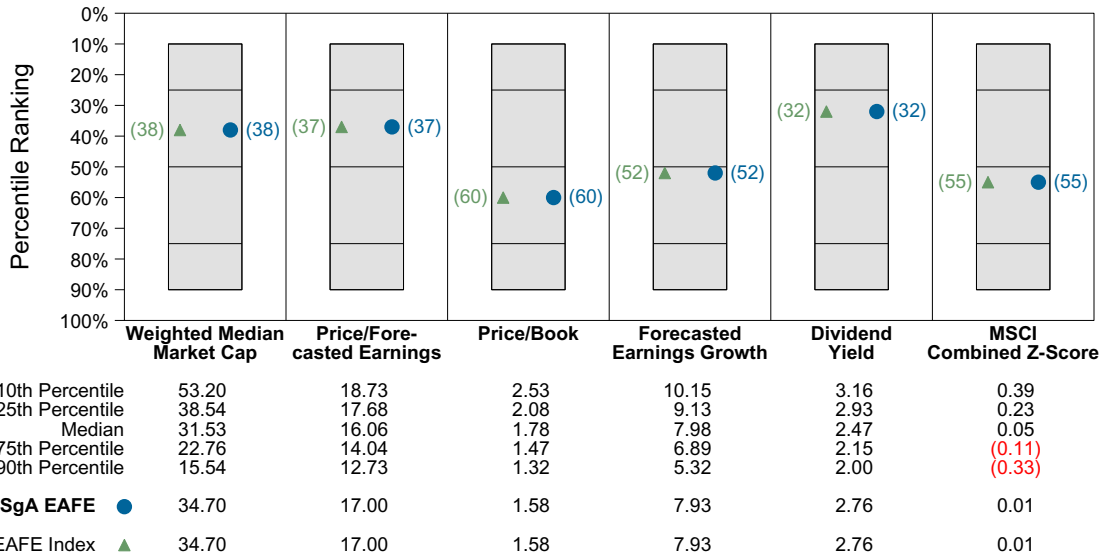 0%
10%
20%
30%
40%
50%
60%
70%
80%
90%
100%
Percentile Ranking
(38) (38) (37) (37) (60) (60) (52) (52) (32) (32) (55) (55)
Weighted Median Market Cap
Price/Fore-casted Earnings
Price/Book
Forecasted Earnings Growth
Dividend Yield
MSCI Combined Z-Score
10th Percentile 53.20 18.73 2.53 10.15 3.16 0.39
25th Percentile 38.54 17.68 2.08 9.13 2.93 0.23
Median 31.53 16.06 1.78 7.98 2.47 0.05
75th Percentile 22.76 14.04 1.47 6.89 2.15 (0.11)
90th Percentile 15.54 12.73 1.32 5.32 2.00 (0.33)
SgA EAFE 34.70 17.00 1.58 7.93 2.76 0.01
EAFE Index 34.70 17.00 1.58 7.93 2.76 0.01